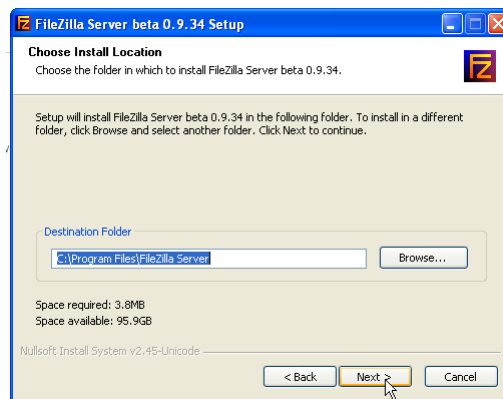 FileZilla Server beta 0.9.34 Setup
Choose Install Location
Choose the folder in which to install FileZilla Server beta 0.9.34.
FZ
Setup will install FileZilla Server beta 0.9.34 in the following folder. To install in a different
folder, click Browse and select another folder. Click Next to continue.
Destination Folder
C:\Program Files\FileZilla Server
Browse...
Space required: 3.8MB
Space available: 95.9GB
Nullsoft Install System v2.45-Unicode
< Back
Next >
Cancel